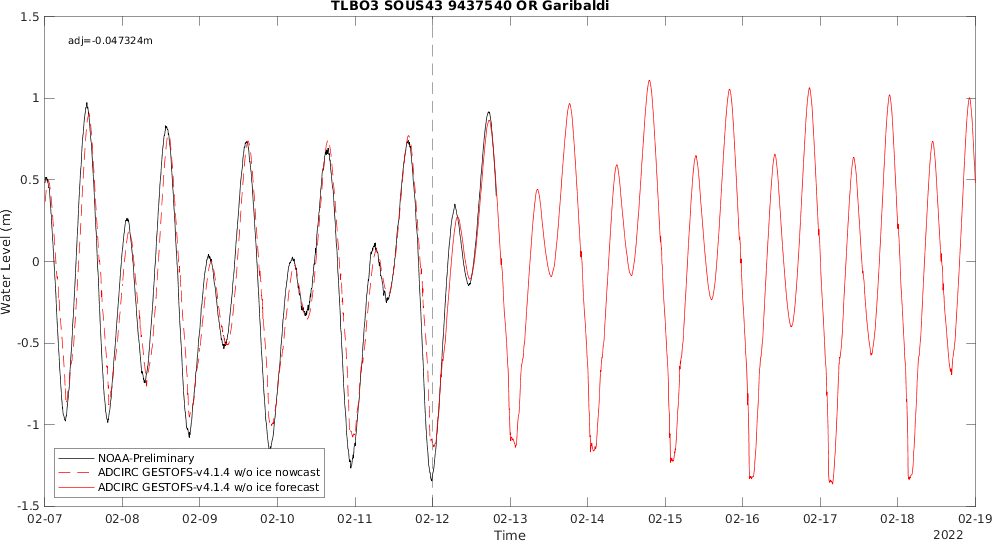 TLBO3 SOUS43 9437540 OR Garibaldi
adj=-0.047324m
1.5
1
0.5
0
-0.5
-1
-1.5
Water Level (m)
NOAA-Preliminary
ADCIRC GESTOFS-v4.1.4 w/o ice nowcast
ADCIRC GESTOFS-v4.1.4 w/o ice forecast
02-07 02-08 02-09 02-10 02-11 02-12 02-13 02-14 02-15 02-16 02-17 02-18 02-19
Time
2022